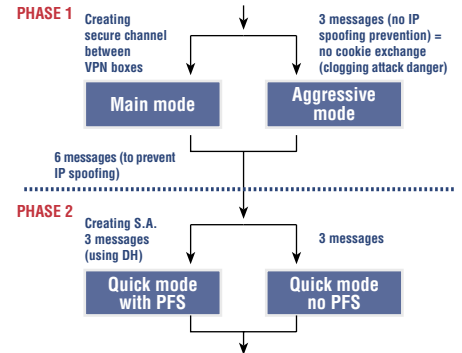 PHASE 1
Creating
secure channel
between
VPN boxes
3 messages (no IP
spoofing prevention) =
no cookie exchange
(clogging attack danger)
Main mode
Aggressive
mode
6 messages (to prevent
IP spoofing)
PHASE 2
Creating S.A.
3 messages
(using DH)
3 messages
Quick mode
with PFS
Quick mode
no PFS